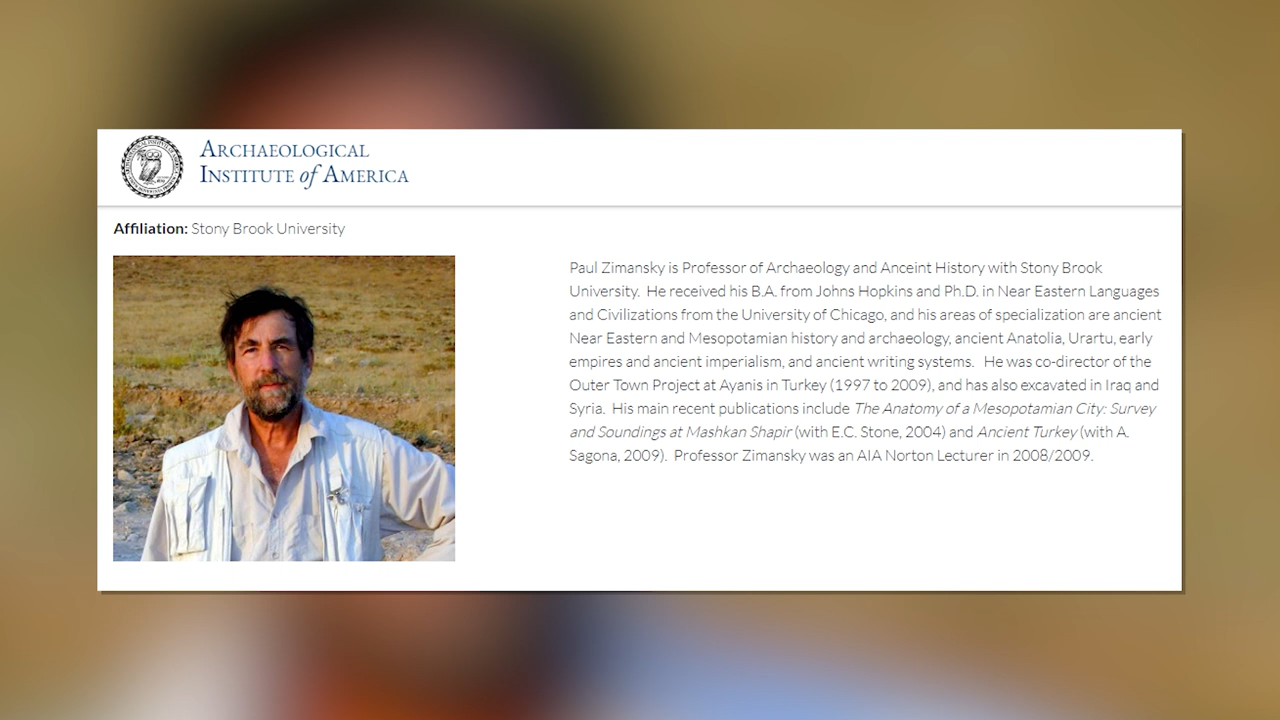 ARCHAEOLOGICAL
INSTITUTE of AMERICA
Affiliation: Stony Brook University
Paul Zimansky is Professor of Archaeology and Anceint History with Stony Brook
University. He received his B.A. from Johns Hopkins and Ph.D. in Near Eastern Languages
and Civilizations from the University of Chicago, and his areas of specialization are ancient
Near Eastern and Mesopotamian history and archaeology, ancient Anatolia, Urartu, early
empires and ancient imperialism, and ancient writing systems. He was co-director of the
Outer Town Project at Ayanis in Turkey (1997 to 2009), and has also excavated in Iraq and
Syria. His main recent publications include The Anatomy of a Mesopotamian City: Survey
and Soundings at Mashkan Shapir (with E.C. Stone, 2004) and Ancient Turkey (with A.
Sagona, 2009). Professor Zimansky was an AIA Norton Lecturer in 2008/2009.